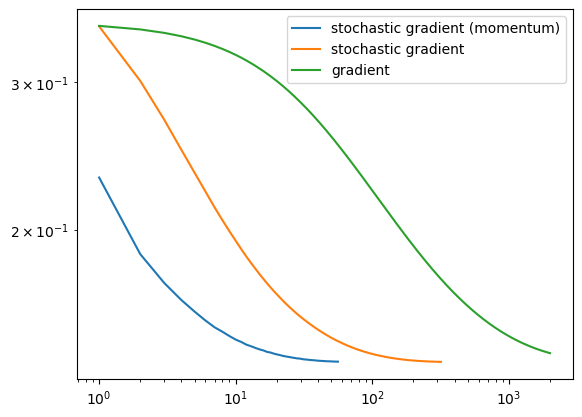 stochastic gradient (momentum)
stochastic gradient
gradient
3 × 10⁻¹
2 × 10⁻¹
10⁰ 10¹ 10² 10³